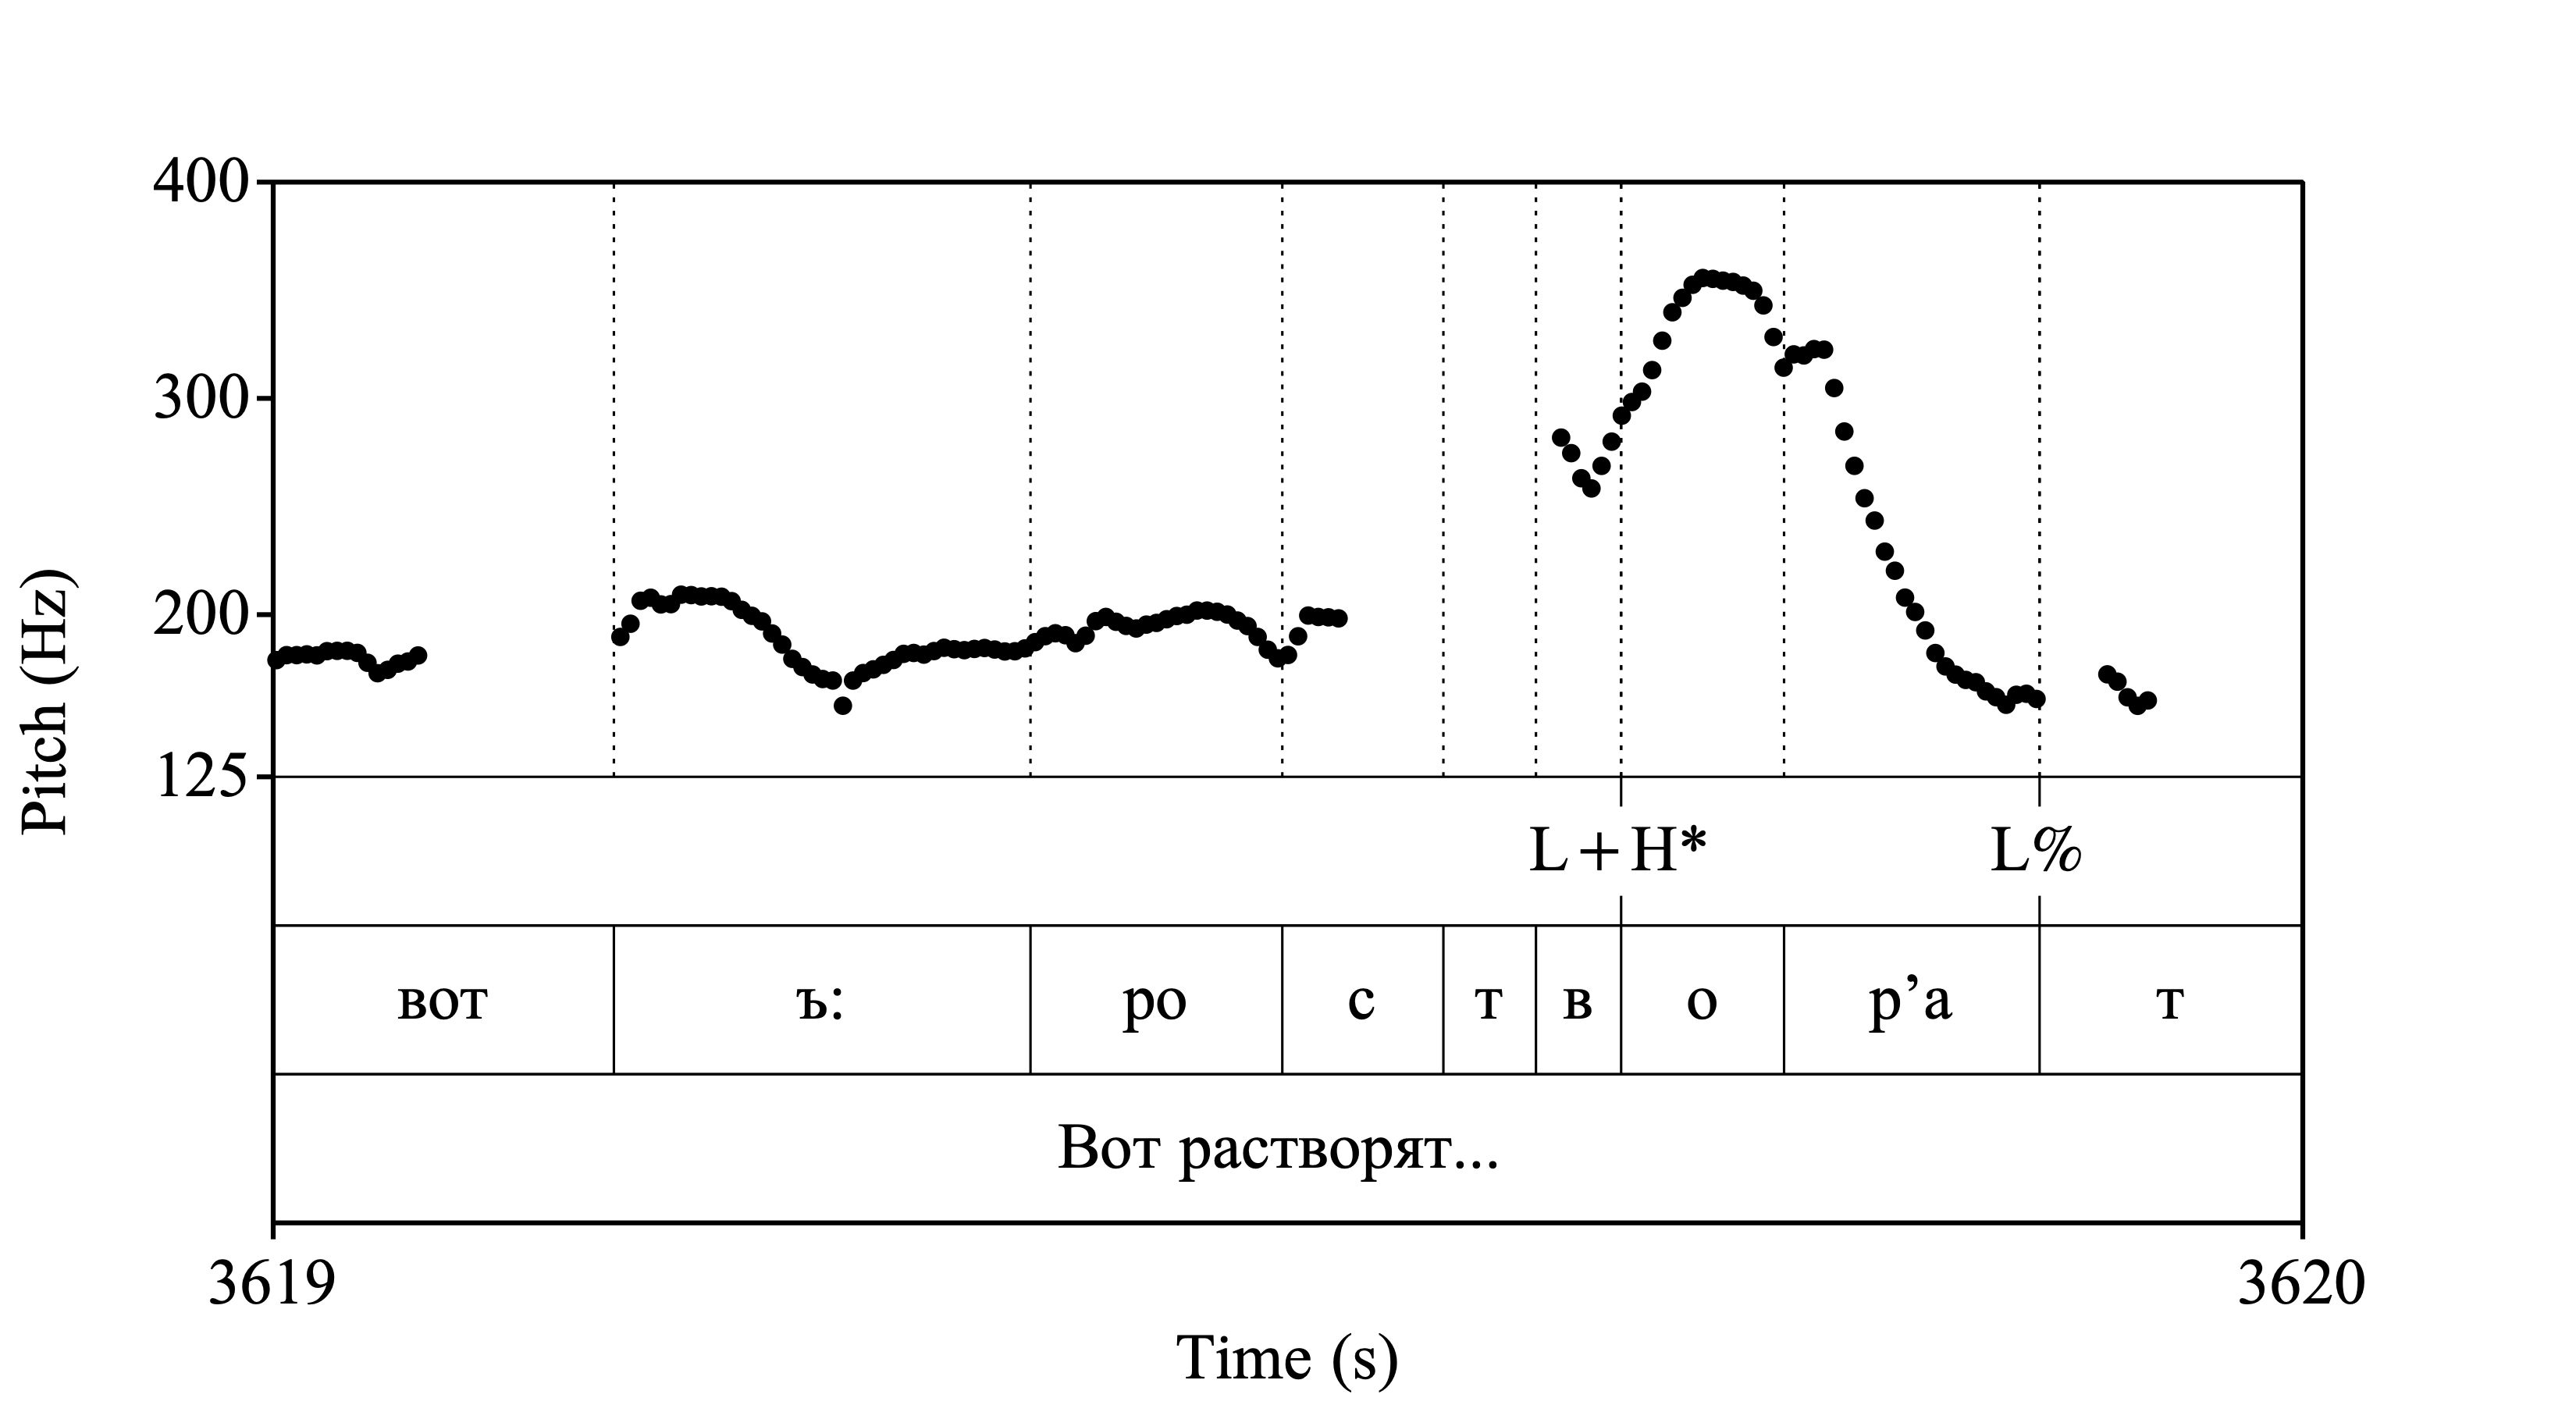 400
300
200
125
Pitch (Hz)
L+H* L%
вот ъ: ро с т в о р’а т
Вот растворят...
3619 3620
Time (s)